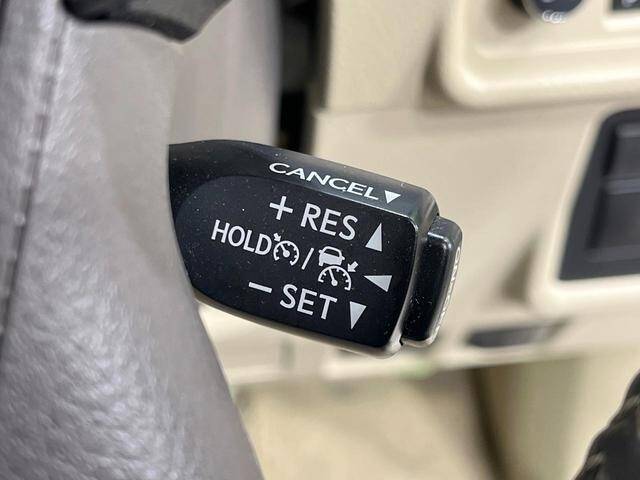 CANCEL▼
+ RES ▲
HOLD / ◀
− SET ▼